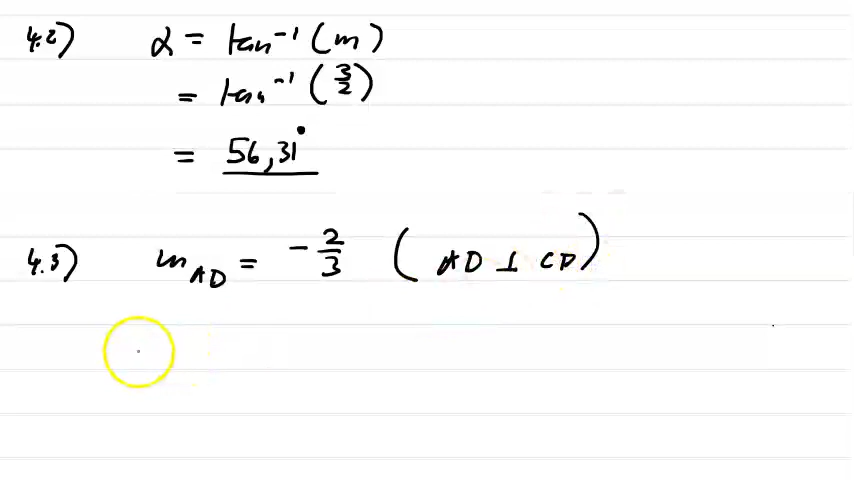 4.2) α = tan⁻¹(m)
= tan⁻¹(3/2)
= 56,31°
4.3) m_AD = -2/3 (AD ⊥ CD)